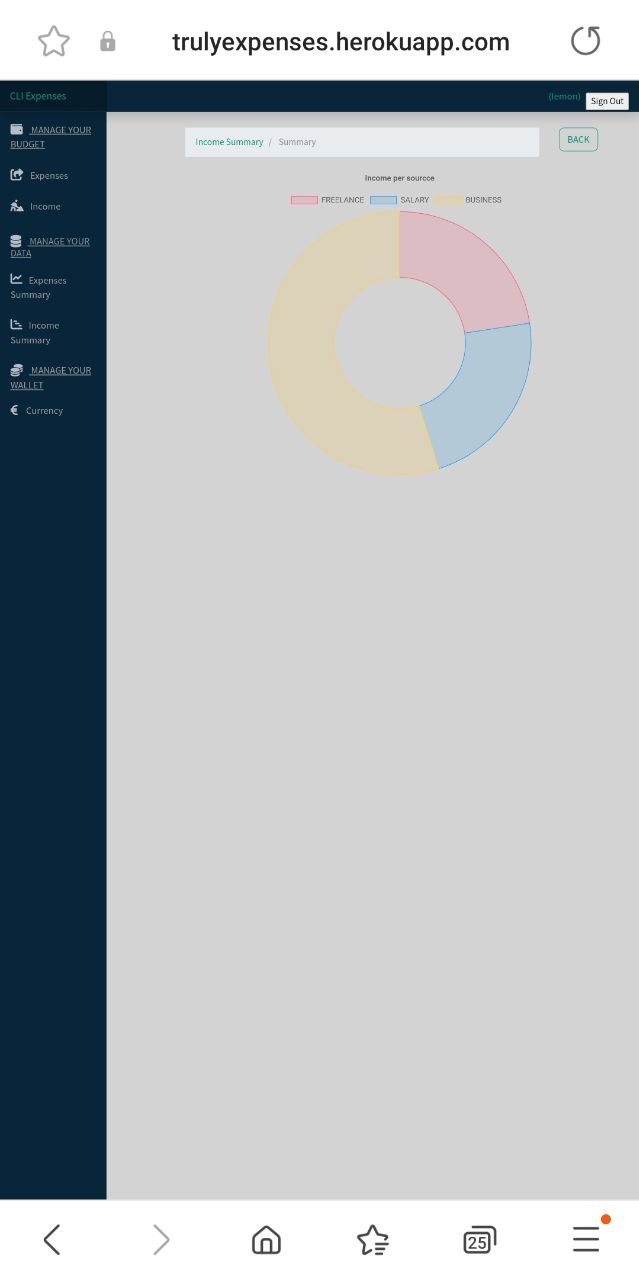 trulyexpenses.herokuapp.com
CLI Expenses
(lemon)
Sign Out
MANAGE YOUR
BUDGET
Expenses
Income
MANAGE YOUR
DATA
Expenses
Summary
Income
Summary
MANAGE YOUR
WALLET
Currency
Income Summary / Summary
BACK
Income per sourcce
FREELANCE SALARY BUSINESS
25